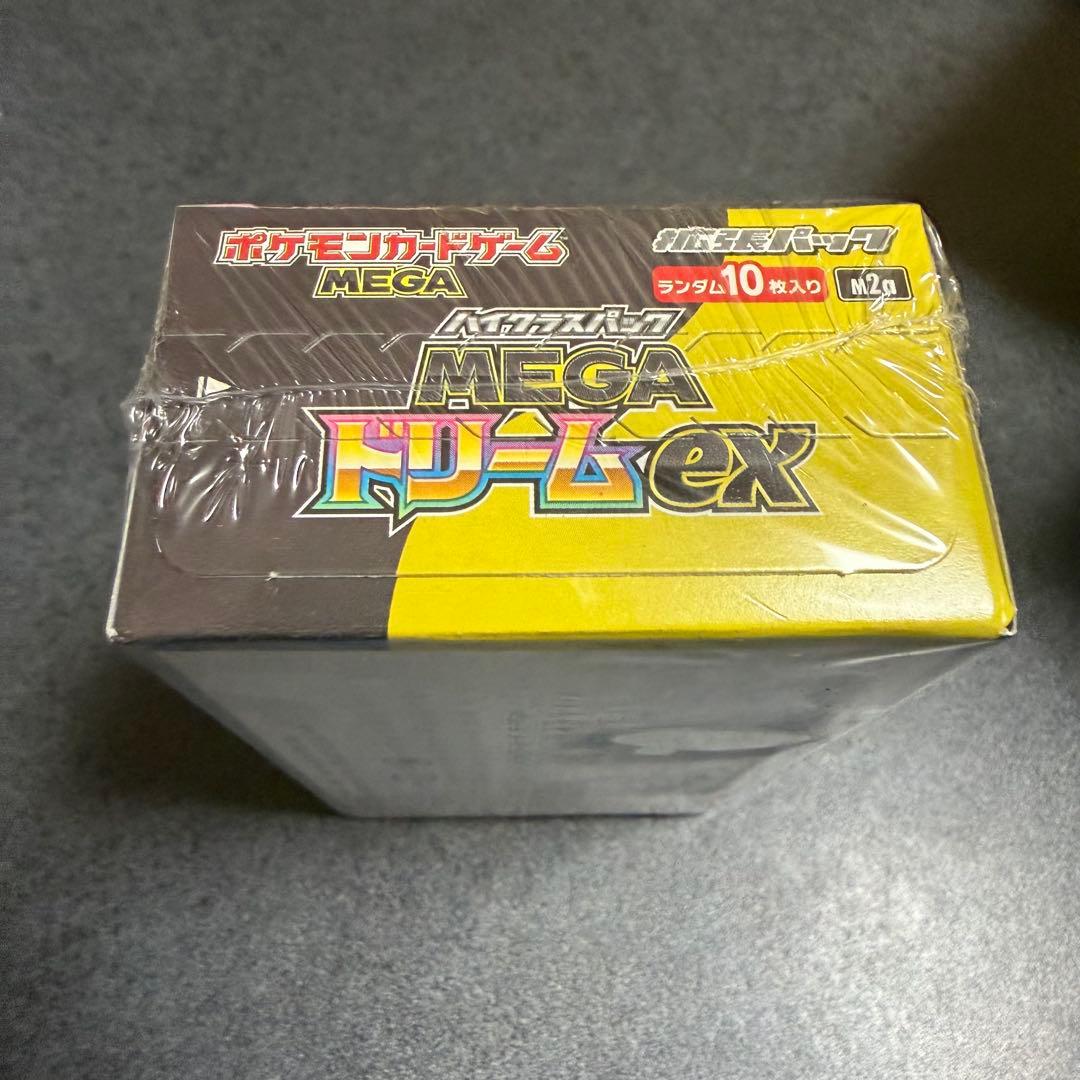 ポケモンカードゲーム
MEGA
拡張パック
ランダム10枚入り
M2a
ハイクラスパック
MEGA
ドリームex